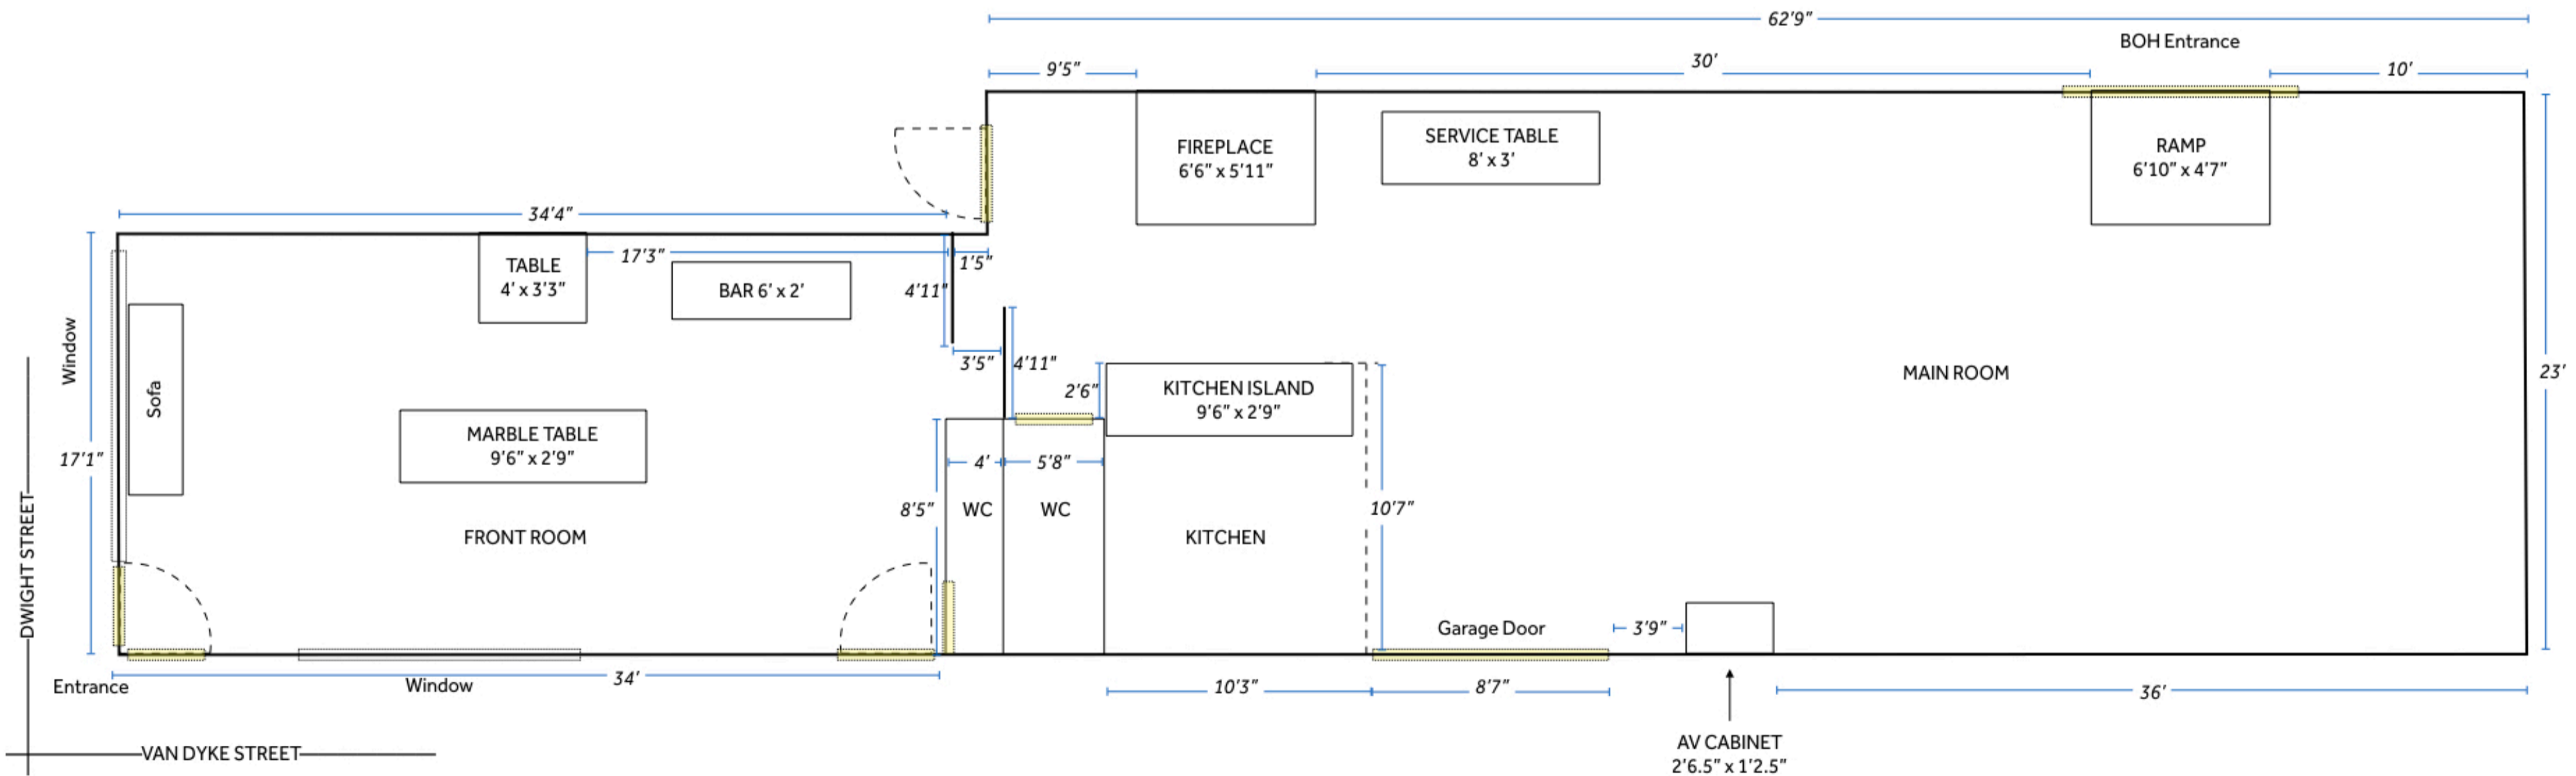 62'9"
BOH Entrance
9'5"
30'
10'
FIREPLACE
6'6" x 5'11"
SERVICE TABLE
8' x 3'
RAMP
6'10" x 4'7"
34'4"
17'3"
1'5"
TABLE
4' x 3'3"
BAR 6' x 2'
4'11"
Window
Sofa
3'5"
4'11"
2'6"
KITCHEN ISLAND
9'6" x 2'9"
MAIN ROOM
23'
MARBLE TABLE
9'6" x 2'9"
17'1"
4'
5'8"
8'5"
WC
WC
10'7"
FRONT ROOM
KITCHEN
DWIGHT STREET
Garage Door
3'9"
Entrance
Window
34'
10'3"
8'7"
36'
VAN DYKE STREET
AV CABINET
2'6.5" x 1'2.5"